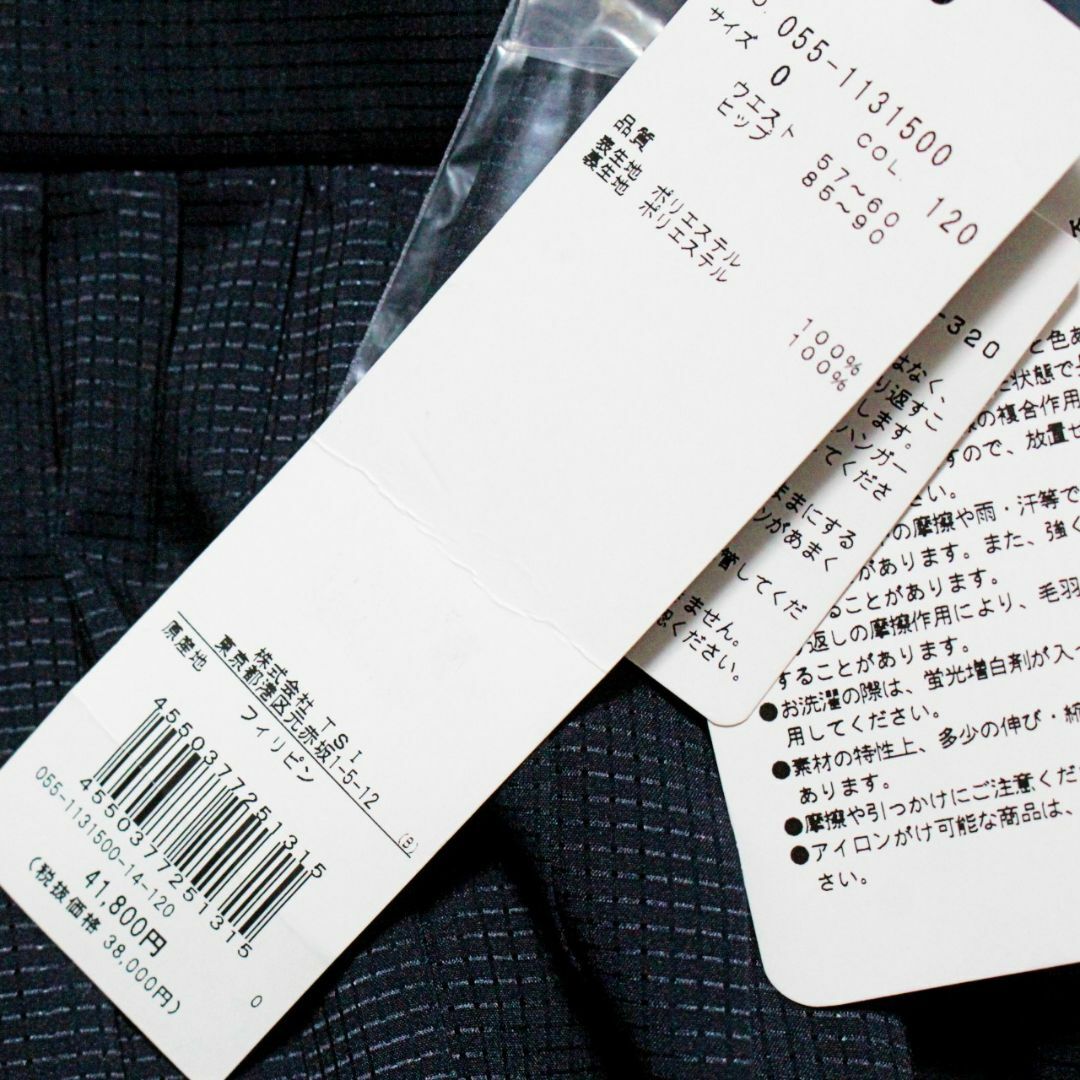 055-1131500
サイズ
0
COL. 120
ウエスト 57~60
ヒップ 85~90
品質
表生地 ポリエステル 100%
裏生地 ポリエステル 100%
株式会社 TSI
東京都港区元赤坂1-5-12
原産地 フィリピン
(B)
4550377251315
4550377251315
055-1131500-14-120
41,800円
(税抜価格 38,000円)
0
-320
はなく、
り返すこ
します。
ハンガー
してくださ
ままにする
ンがあまく
管してくだ
ません。
ください。
と色あ
状態で
の複合作用
すので、放置せ
さい。
の摩擦や雨・汗等で
があります。また、強く
ることがあります。
り返しの摩擦作用により、毛羽
することがあります。
●お洗濯の際は、蛍光増白剤が入っ
用してください。
●素材の特性上、多少の伸び・縮
あります。
●摩擦や引っかけにご注意くだ
●アイロンがけ可能な商品は、
さい。